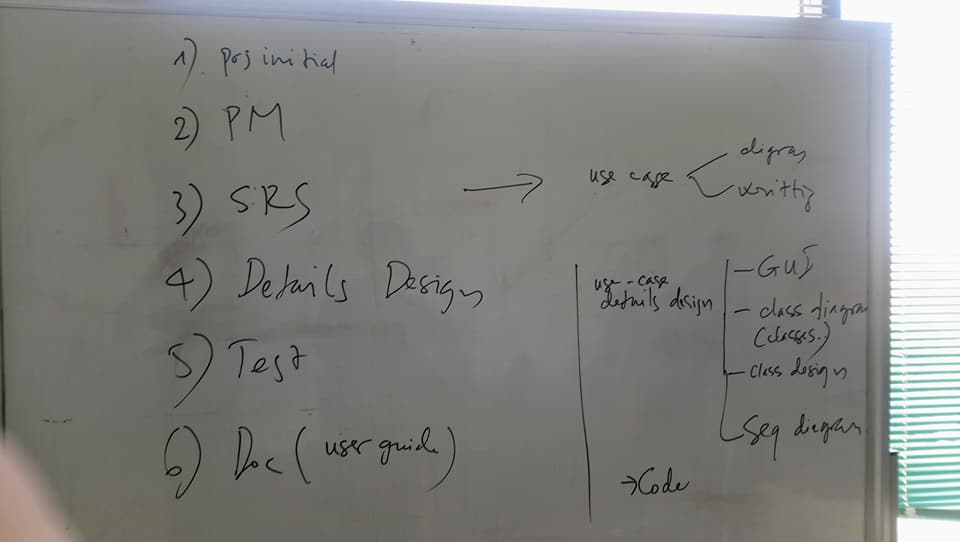 1). proj initial
2) PM
3) SRS → use case
digram
writting
4) Details Design
5) Test
6) Doc ( user guide )
use-case
details design
- GUI
- class diagram
(classes.)
- class design
seq diagram
→ Code